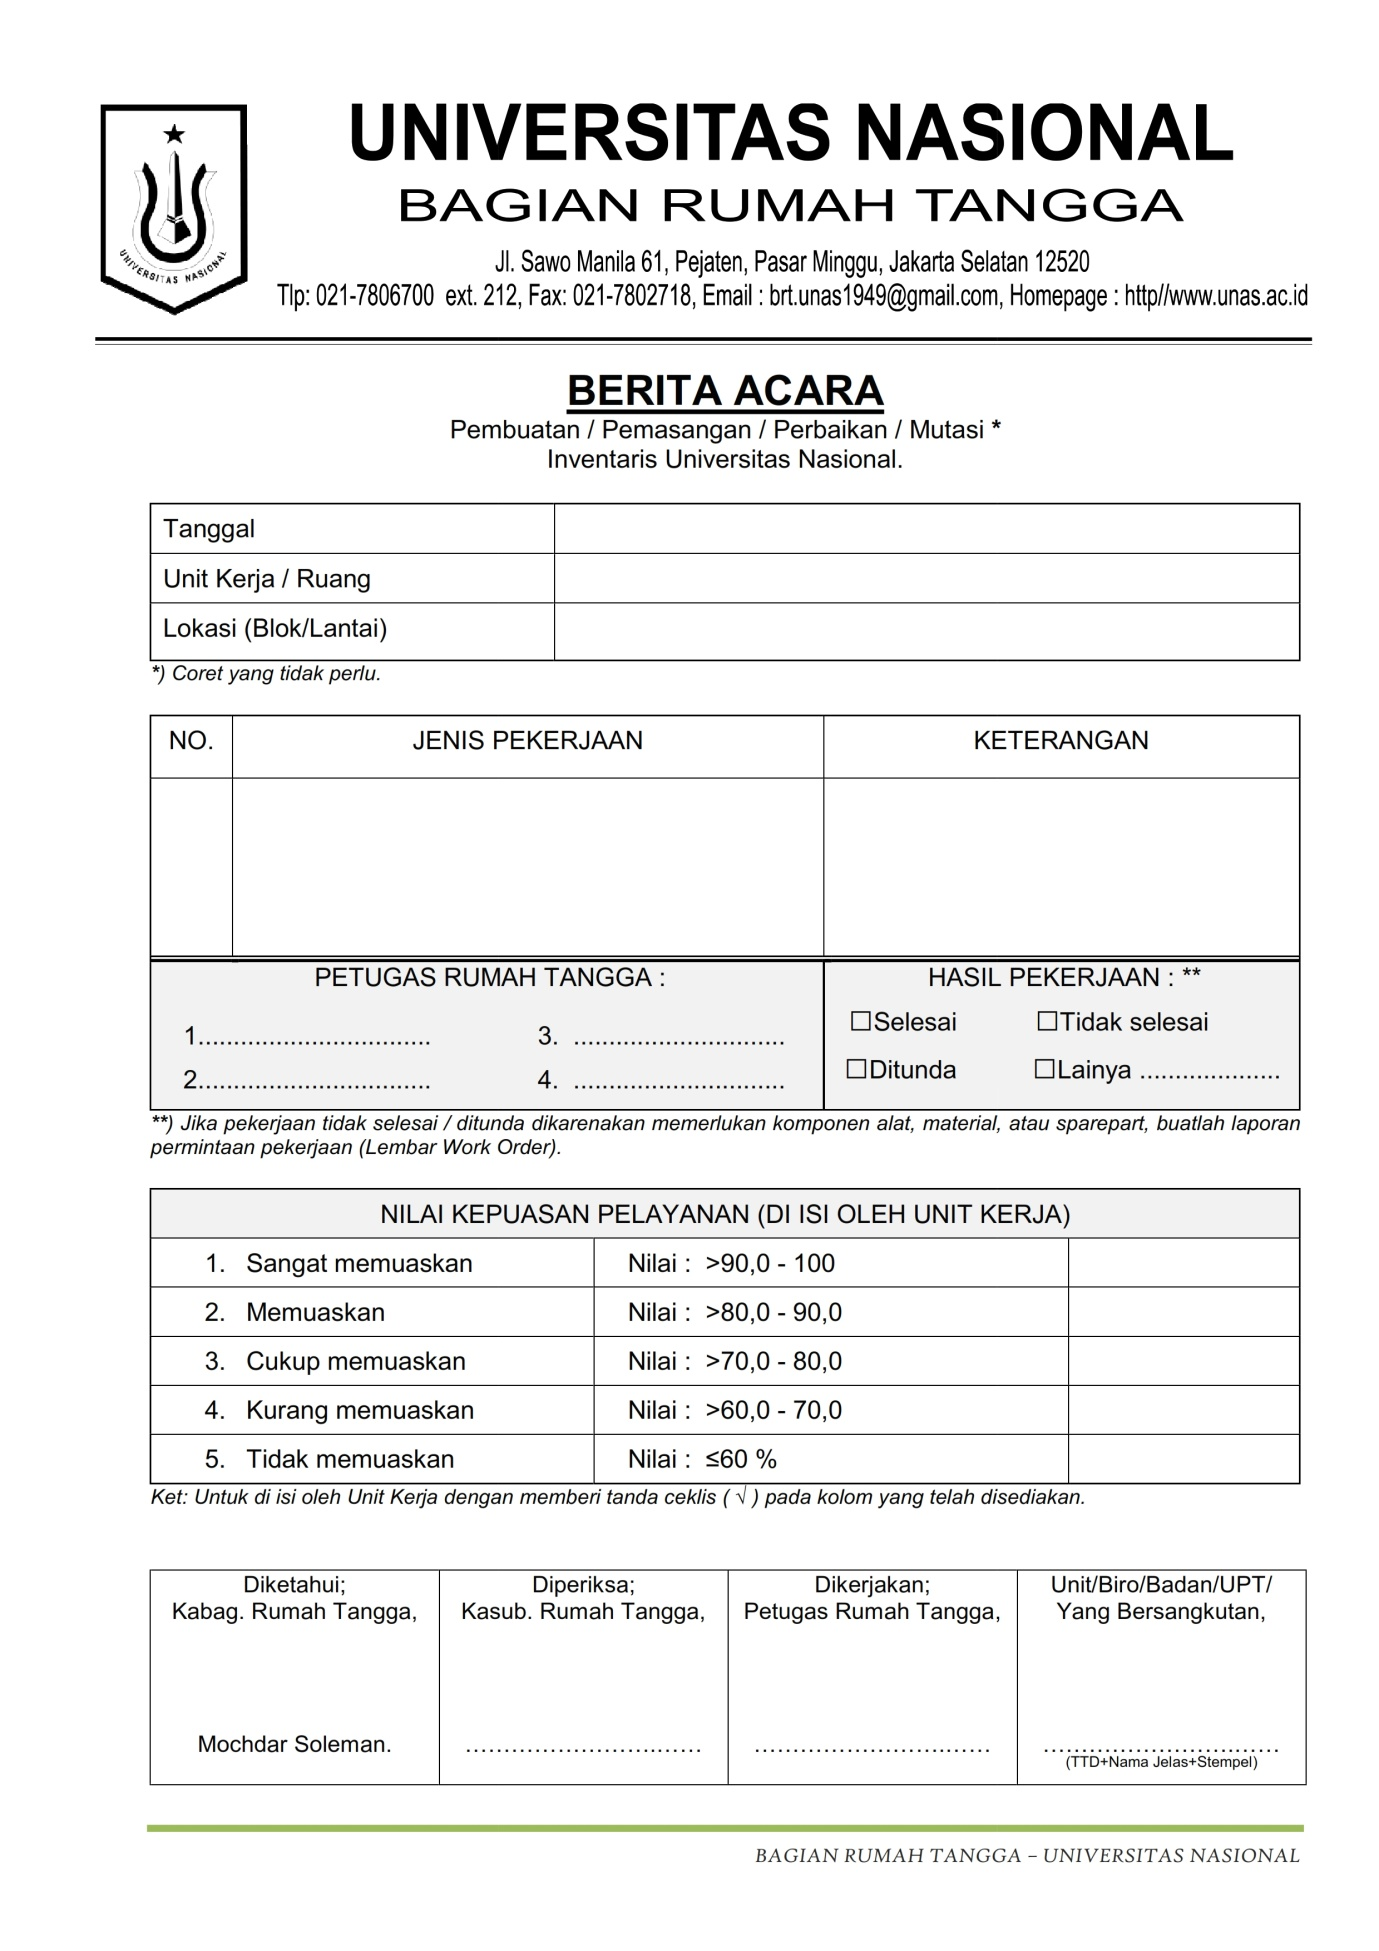 UNIVERSITAS NASIONAL
UNIVERSITAS NASIONAL
BAGIAN RUMAH TANGGA
Jl. Sawo Manila 61, Pejaten, Pasar Minggu, Jakarta Selatan 12520
Tlp: 021-7806700 ext. 212, Fax: 021-7802718, Email : brt.unas1949@gmail.com, Homepage : http//www.unas.ac.id
BERITA ACARA
Pembuatan / Pemasangan / Perbaikan / Mutasi *
Inventaris Universitas Nasional.
Tanggal
Unit Kerja / Ruang
Lokasi (Blok/Lantai)
*) Coret yang tidak perlu.
NO. JENIS PEKERJAAN KETERANGAN
PETUGAS RUMAH TANGGA : HASIL PEKERJAAN : **
☐Selesai ☐Tidak selesai
1................................. 3. ..............................
☐Ditunda ☐Lainya ....................
2................................. 4. ..............................
**) Jika pekerjaan tidak selesai / ditunda dikarenakan memerlukan komponen alat, material, atau sparepart, buatlah laporan
permintaan pekerjaan (Lembar Work Order).
NILAI KEPUASAN PELAYANAN (DI ISI OLEH UNIT KERJA)
1. Sangat memuaskan Nilai : >90,0 - 100
2. Memuaskan Nilai : >80,0 - 90,0
3. Cukup memuaskan Nilai : >70,0 - 80,0
4. Kurang memuaskan Nilai : >60,0 - 70,0
5. Tidak memuaskan Nilai : ≤60 %
Ket: Untuk di isi oleh Unit Kerja dengan memberi tanda ceklis ( √ ) pada kolom yang telah disediakan.
Diketahui; Diperiksa; Dikerjakan; Unit/Biro/Badan/UPT/
Kabag. Rumah Tangga, Kasub. Rumah Tangga, Petugas Rumah Tangga, Yang Bersangkutan,
Mochdar Soleman. .............................. .............................. ..............................
(TTD+Nama Jelas+Stempel)
BAGIAN RUMAH TANGGA – UNIVERSITAS NASIONAL